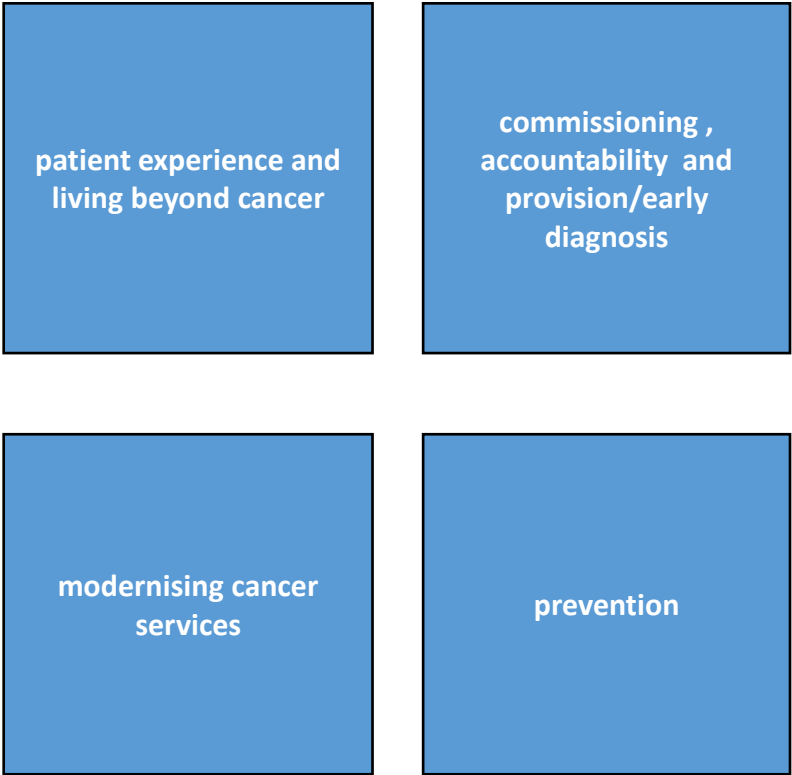 patient experience and
living beyond cancer
commissioning ,
accountability  and
provision/early
diagnosis
modernising cancer
services
prevention